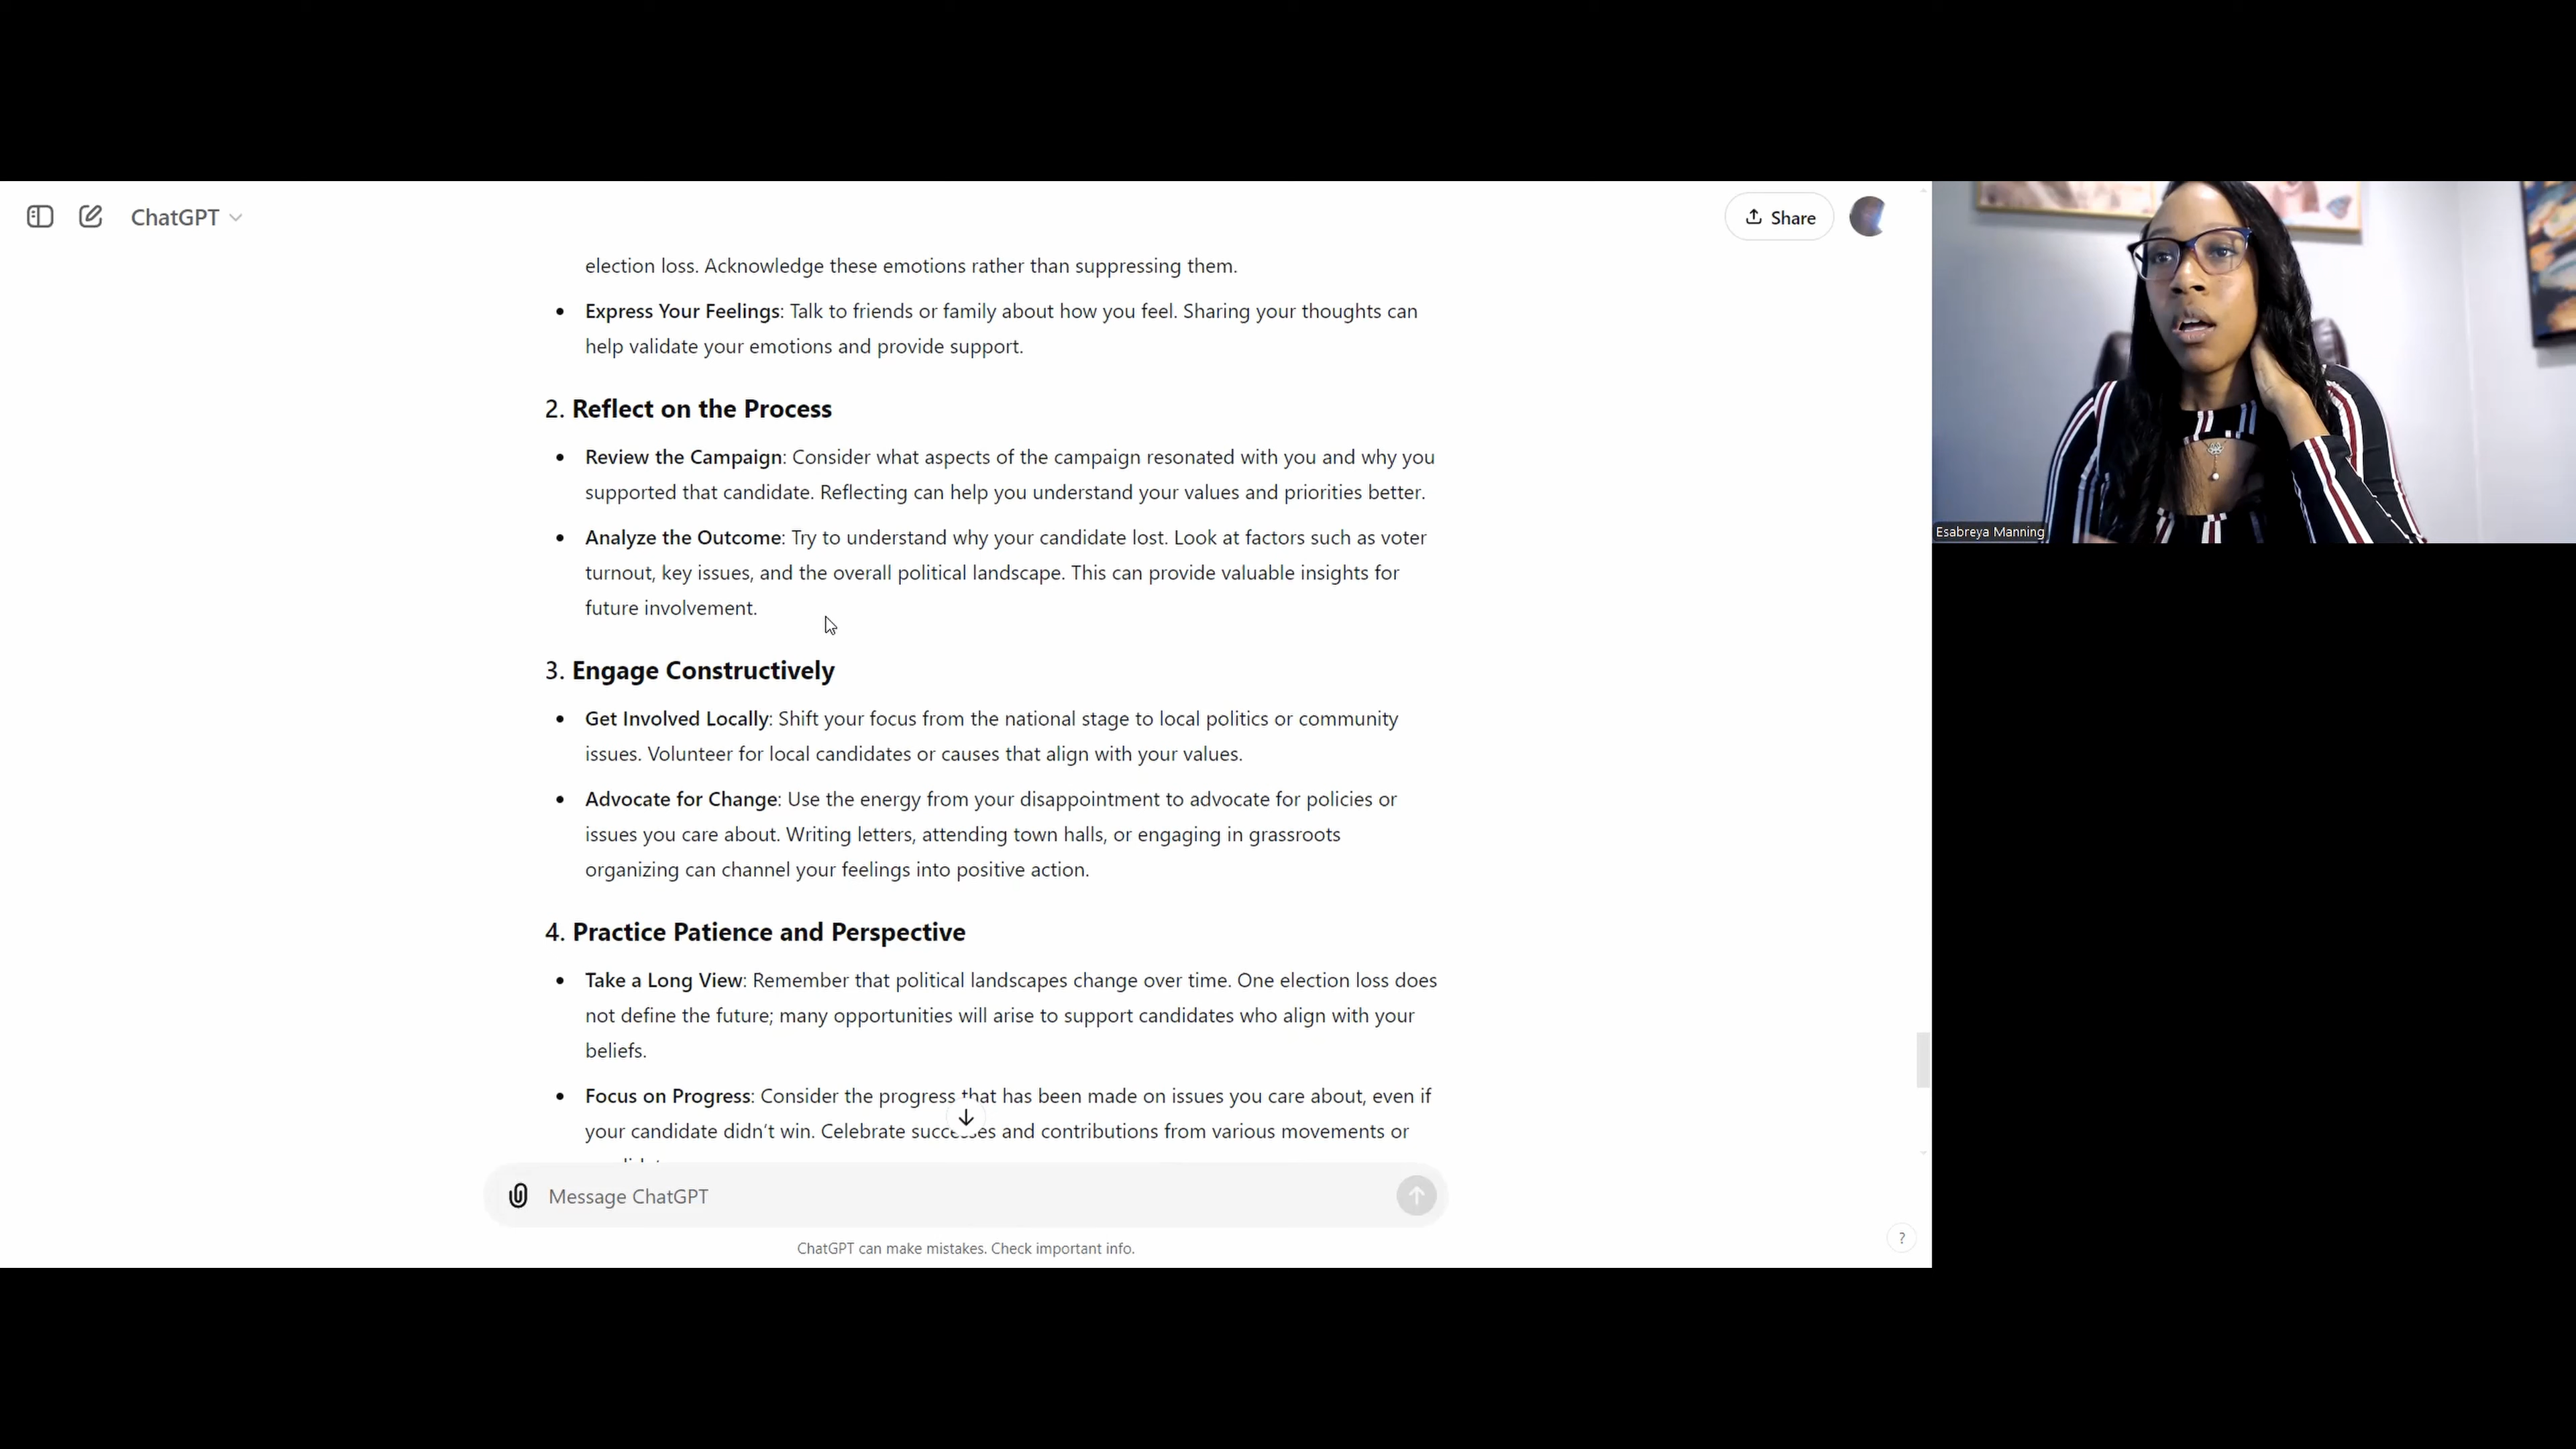 ChatGPT
Share
election loss. Acknowledge these emotions rather than suppressing them.
• Express Your Feelings: Talk to friends or family about how you feel. Sharing your thoughts can
help validate your emotions and provide support.
2. Reflect on the Process
• Review the Campaign: Consider what aspects of the campaign resonated with you and why you
supported that candidate. Reflecting can help you understand your values and priorities better.
• Analyze the Outcome: Try to understand why your candidate lost. Look at factors such as voter
turnout, key issues, and the overall political landscape. This can provide valuable insights for
future involvement.
3. Engage Constructively
• Get Involved Locally: Shift your focus from the national stage to local politics or community
issues. Volunteer for local candidates or causes that align with your values.
• Advocate for Change: Use the energy from your disappointment to advocate for policies or
issues you care about. Writing letters, attending town halls, or engaging in grassroots
organizing can channel your feelings into positive action.
4. Practice Patience and Perspective
• Take a Long View: Remember that political landscapes change over time. One election loss does
not define the future; many opportunities will arise to support candidates who align with your
beliefs.
• Focus on Progress: Consider the progress that has been made on issues you care about, even if
your candidate didn't win. Celebrate successes and contributions from various movements or
Message ChatGPT
ChatGPT can make mistakes. Check important info.
?
Esabreya Manning